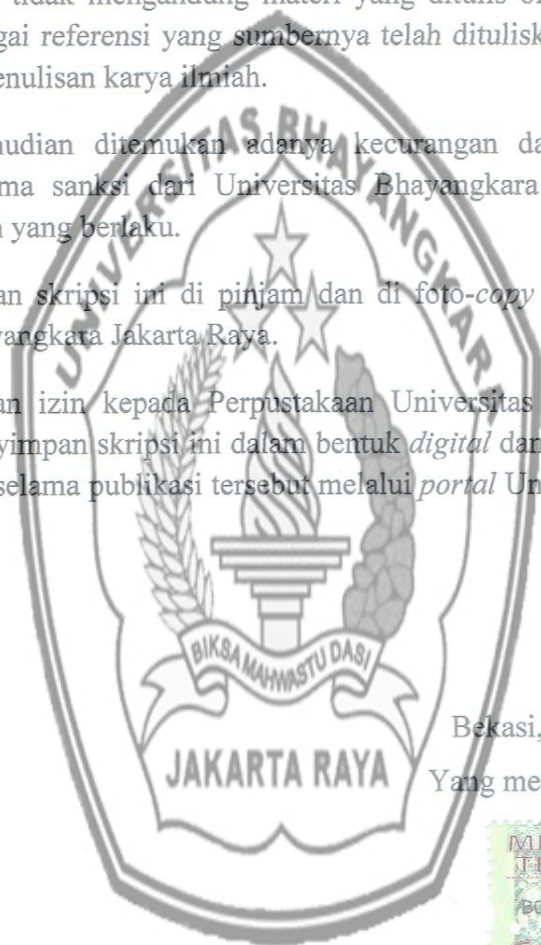 tidak mengandung materi yang ditulis
gai referensi yang sumbernya telah ditulisk
enulisan karya ilmiah.
udian ditemukan adanya kecurangan da
ma sanksi dari Universitas Bhayangkara
yang berlaku.
an skripsi ini di pinjam dan di foto-copy
yangkara Jakarta Raya.
an izin kepada Perpustakaan Universitas
yimpan skripsi ini dalam bentuk digital dan
selama publikasi tersebut melalui portal Un
UNIVERSITAS BHAYANGKARA
BIKSA MAHWASTU DASI
JAKARTA RAYA
Bekasi,
Yang me